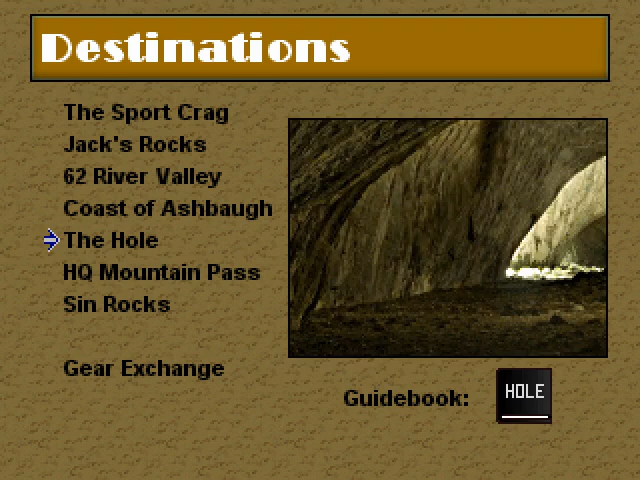 Destinations
The Sport Crag
Jack's Rocks
62 River Valley
Coast of Ashbaugh
The Hole
HQ Mountain Pass
Sin Rocks
Gear Exchange
Guidebook:
HOLE